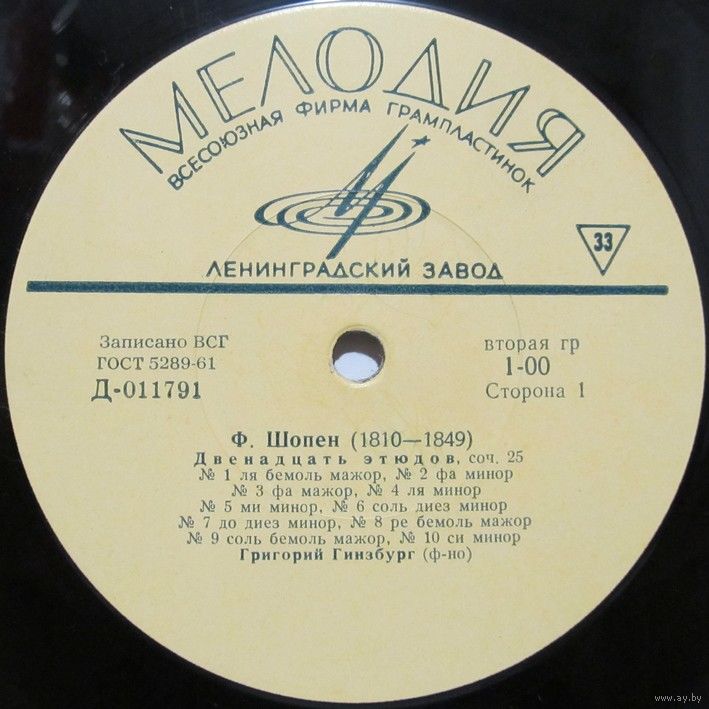 МЕЛОДИЯ
ВСЕСОЮЗНАЯ ФИРМА ГРАМПЛАСТИНОК
ЛЕНИНГРАДСКИЙ ЗАВОД
33
Записано ВСГ
ГОСТ 5289-61
Д-011791
вторая гр
1-00
Сторона 1
Ф. Шопен (1810—1849)
Двенадцать этюдов, соч. 25
№ 1 ля бемоль мажор, № 2 фа минор
№ 3 фа мажор, № 4 ля минор
№ 5 ми минор, № 6 соль диез минор
№ 7 до диез минор, № 8 ре бемоль мажор
№ 9 соль бемоль мажор, № 10 си минор
Григорий Гинзбург (ф-но)
www.ay.by